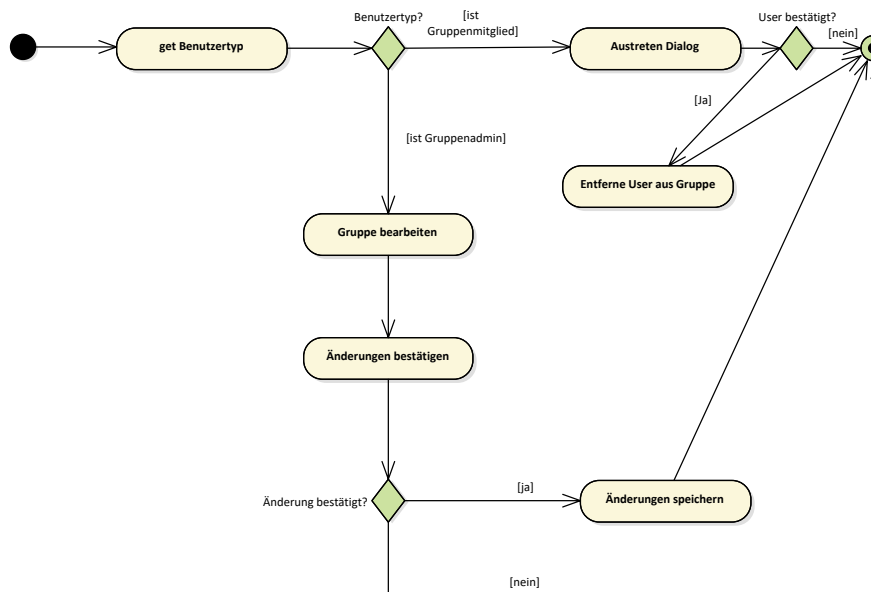 Benutzertyp?
[ist
Gruppenmitglied]
User bestätigt?
[nein]
get Benutzertyp
Austreten Dialog
[Ja]
[ist Gruppenadmin]
Entferne User aus Gruppe
Gruppe bearbeiten
Änderungen bestätigen
Änderung bestätigt?
[ja]
Änderungen speichern
[nein]